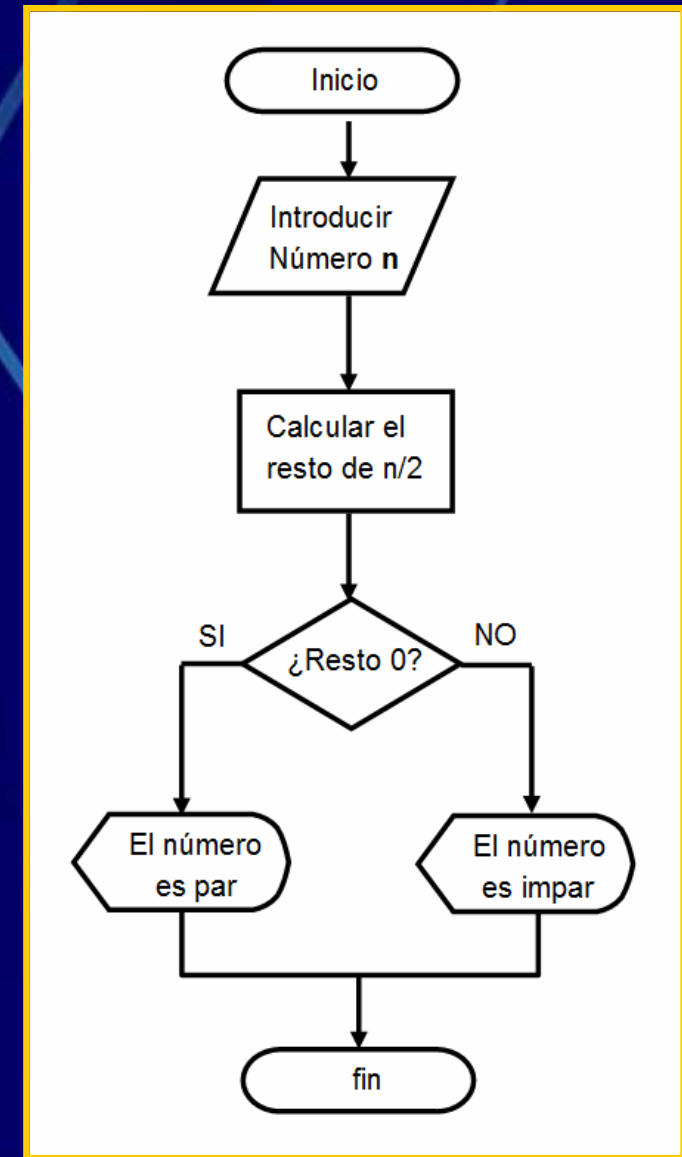 Inicio
Introducir
Número n
Calcular el
resto de n/2
SI
¿Resto 0?
NO
El número
es par
El número
es impar
fin